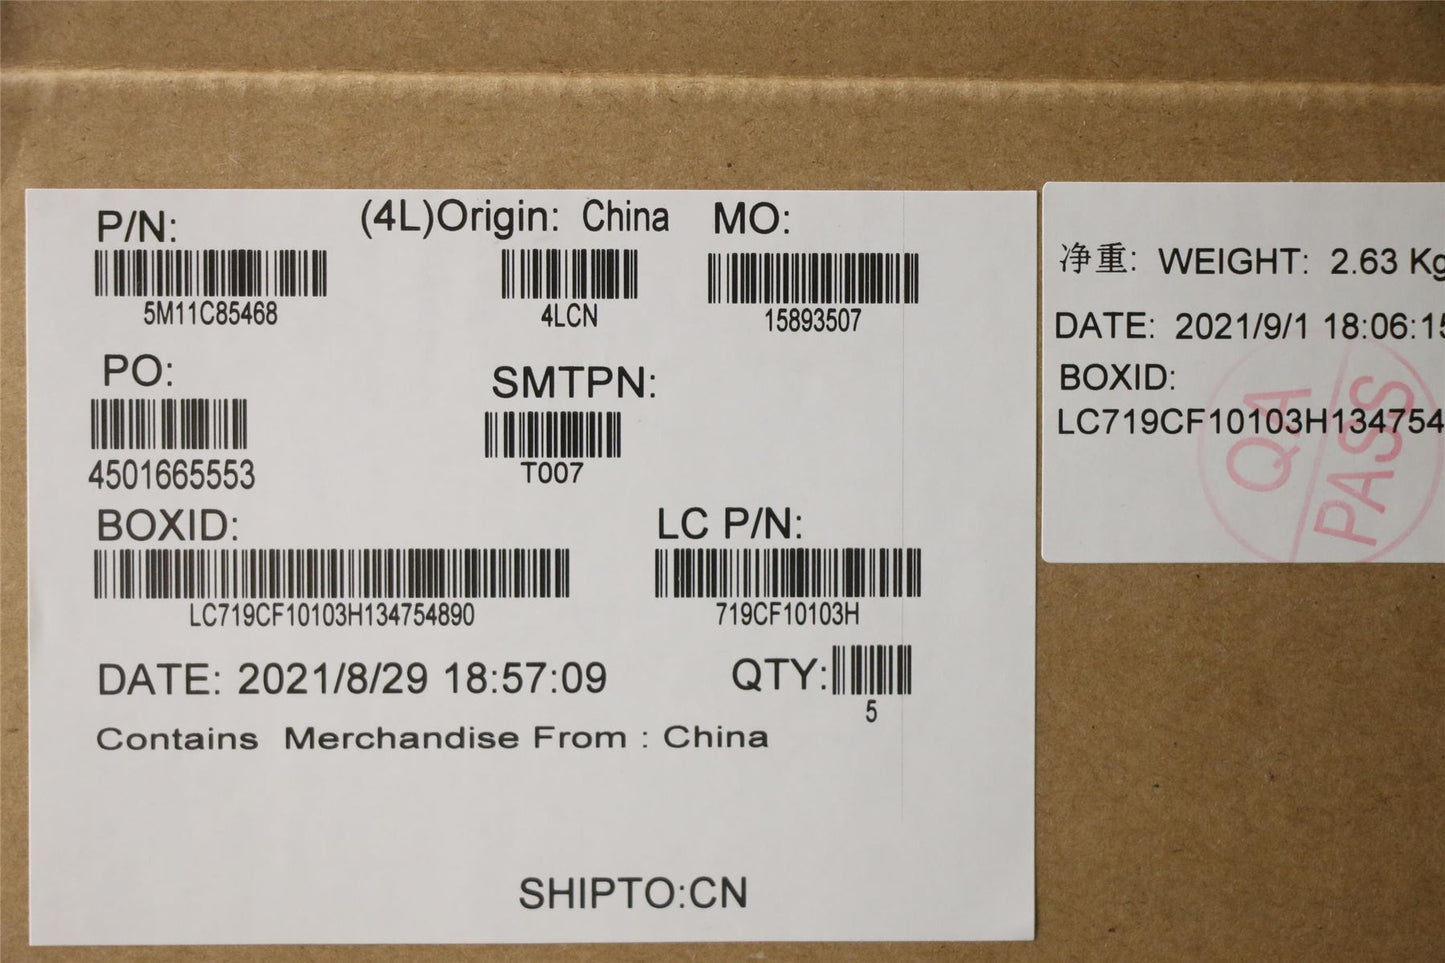 P/N:
5M11C85468
(4L)Origin: China
4LCN
MO:
15893507
PO:
4501665553
SMTPN:
T007
BOXID:
LC719CF10103H134754890
LC P/N:
719CF10103H
DATE: 2021/8/29 18:57:09
QTY:
5
Contains Merchandise From : China
SHIPTO:CN
净重: WEIGHT: 2.63 Kg
DATE: 2021/9/1 18:06:15
BOXID:
LC719CF10103H134754
QA
PASS